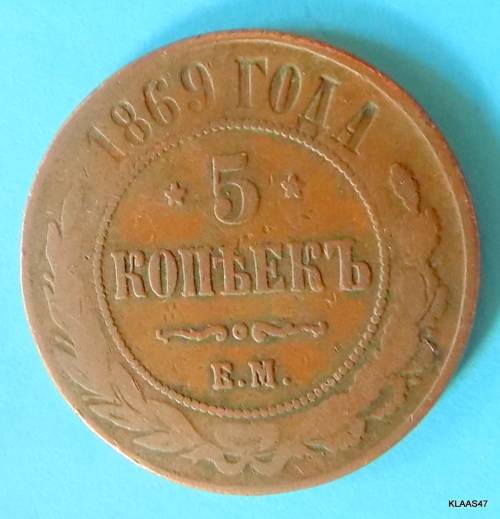 1869 ГОДА
* 5 *
КОПѢЕКЪ
Е.М.
KLAAS47